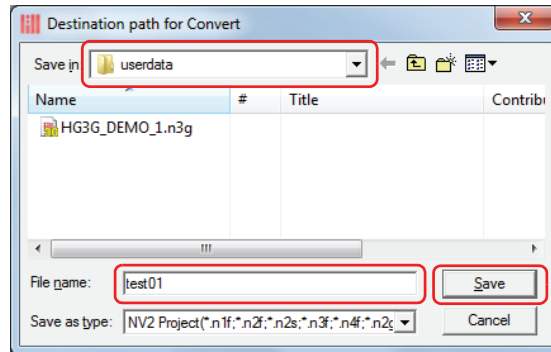 Destination path for Convert
Save in: userdata
Name # Title Contribu
HG3G_DEMO_1.n3g
File name: test01 Save
Save as type: NV2 Project(*.n1f;*.n2f;*.n2s;*.n3f;*.n4f;*.n2g Cancel